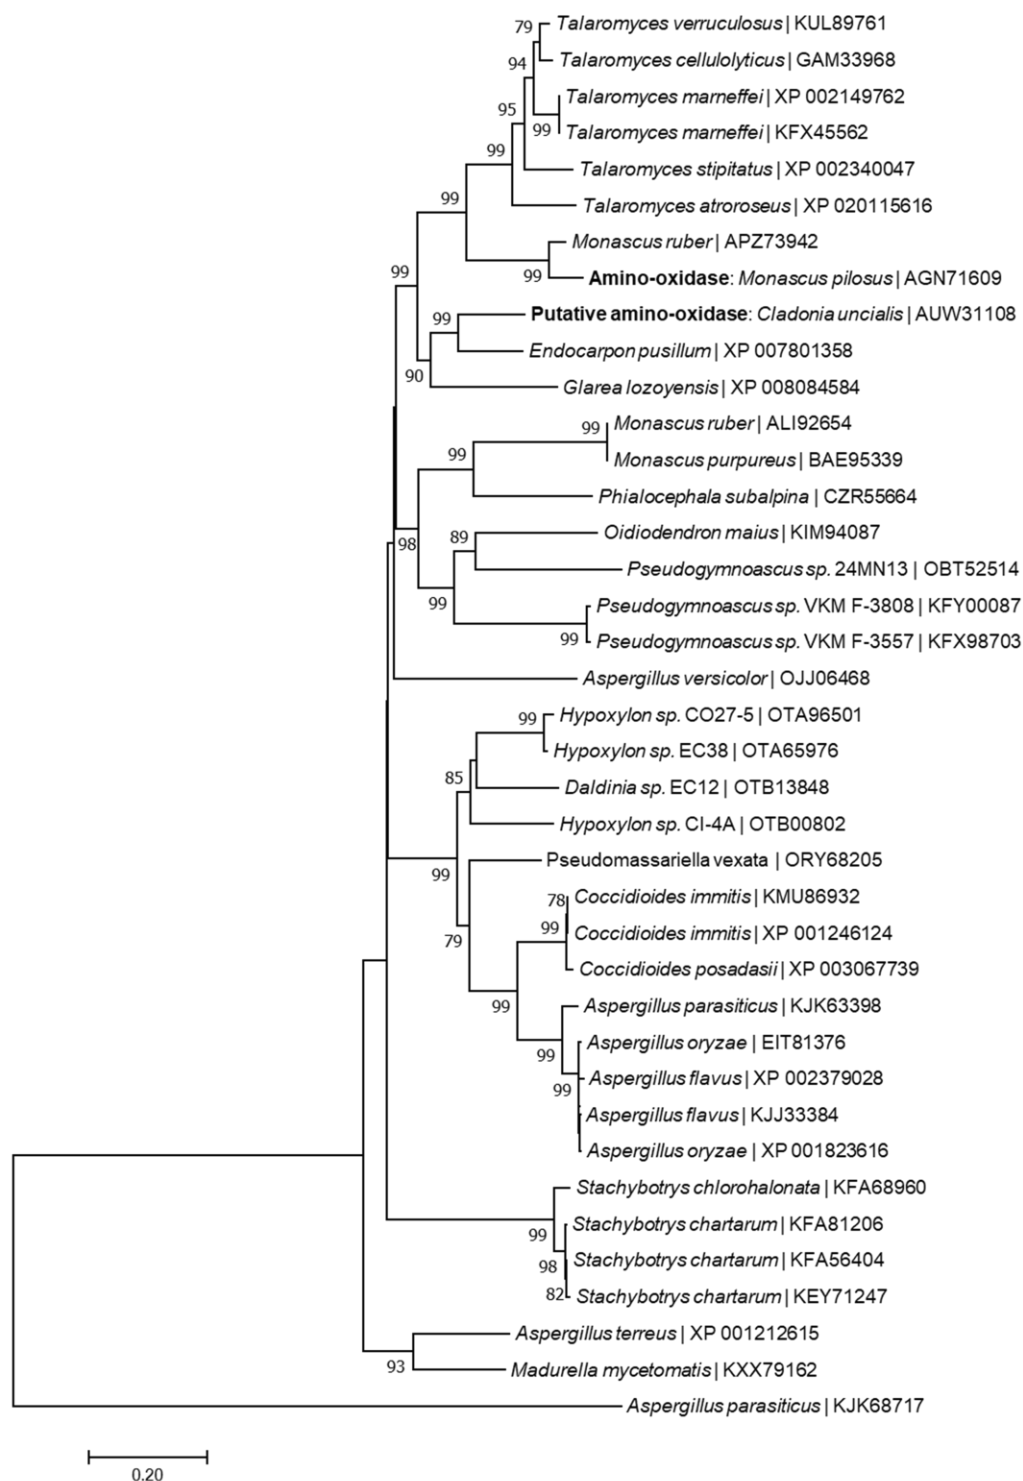 79
Talaromyces verruculosus | KUL89761
Talaromyces cellulolyticus | GAM33968
94
Talaromyces marneffei | XP 002149762
95
99
Talaromyces marneffei | KFX45562
99
Talaromyces stipitatus | XP 002340047
99
Talaromyces atroroseus | XP 020115616
Monascus ruber | APZ73942
99
99
Amino-oxidase: Monascus pilosus | AGN71609
99
Putative amino-oxidase: Cladonia uncialis | AUW31108
Endocarpon pusillum | XP 007801358
90
Glarea lozoyensis | XP 008084584
99
Monascus ruber | ALI92654
99
Monascus purpureus | BAE95339
Phialocephala subalpina | CZR55664
98
89
Oidiodendron maius | KIM94087
Pseudogymnoascus sp. 24MN13 | OBT52514
99
Pseudogymnoascus sp. VKM F-3808 | KFY00087
99
Pseudogymnoascus sp. VKM F-3557 | KFX98703
Aspergillus versicolor | OJJ06468
99
Hypoxylon sp. CO27-5 | OTA96501
Hypoxylon sp. EC38 | OTA65976
85
Daldinia sp. EC12 | OTB13848
Hypoxylon sp. CI-4A | OTB00802
99
Pseudomassariella vexata | ORY68205
78
Coccidioides immitis | KMU86932
99
Coccidioides immitis | XP 001246124
79
Coccidioides posadasii | XP 003067739
99
Aspergillus parasiticus | KJK63398
99
Aspergillus oryzae | EIT81376
99
Aspergillus flavus | XP 002379028
Aspergillus flavus | KJJ33384
Aspergillus oryzae | XP 001823616
Stachybotrys chlorohalonata | KFA68960
99
Stachybotrys chartarum | KFA81206
98
Stachybotrys chartarum | KFA56404
82
Stachybotrys chartarum | KEY71247
Aspergillus terreus | XP 001212615
93
Madurella mycetomatis | KXX79162
Aspergillus parasiticus | KJK68717
0.20